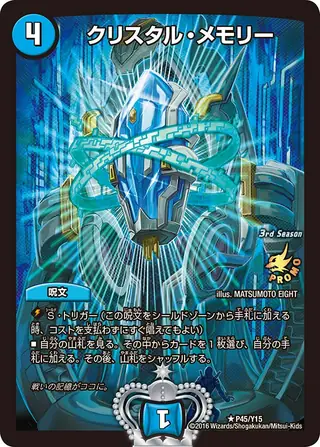 4
クリスタル・メモリー
3rd Season
PROMO
illus. MATSUMOTO EIGHT
呪文
S・トリガー (この呪文をシールドゾーンから手札に加える
時、コストを支払わずにすぐ唱えてもよい)
■ 自分の山札を見る。その中からカードを1枚選び、自分の手
札に加える。その後、山札をシャッフルする。
戦いの記憶がココに。
1
★P45/Y15
©2016 Wizards/Shogakukan/Mitsui-Kids